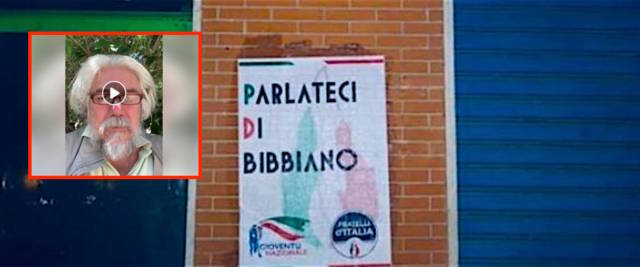 PARLATECI
DI
BIBBIANO
GIOVENTÙ
NAZIONALE
FRATELLI
D'ITALIA